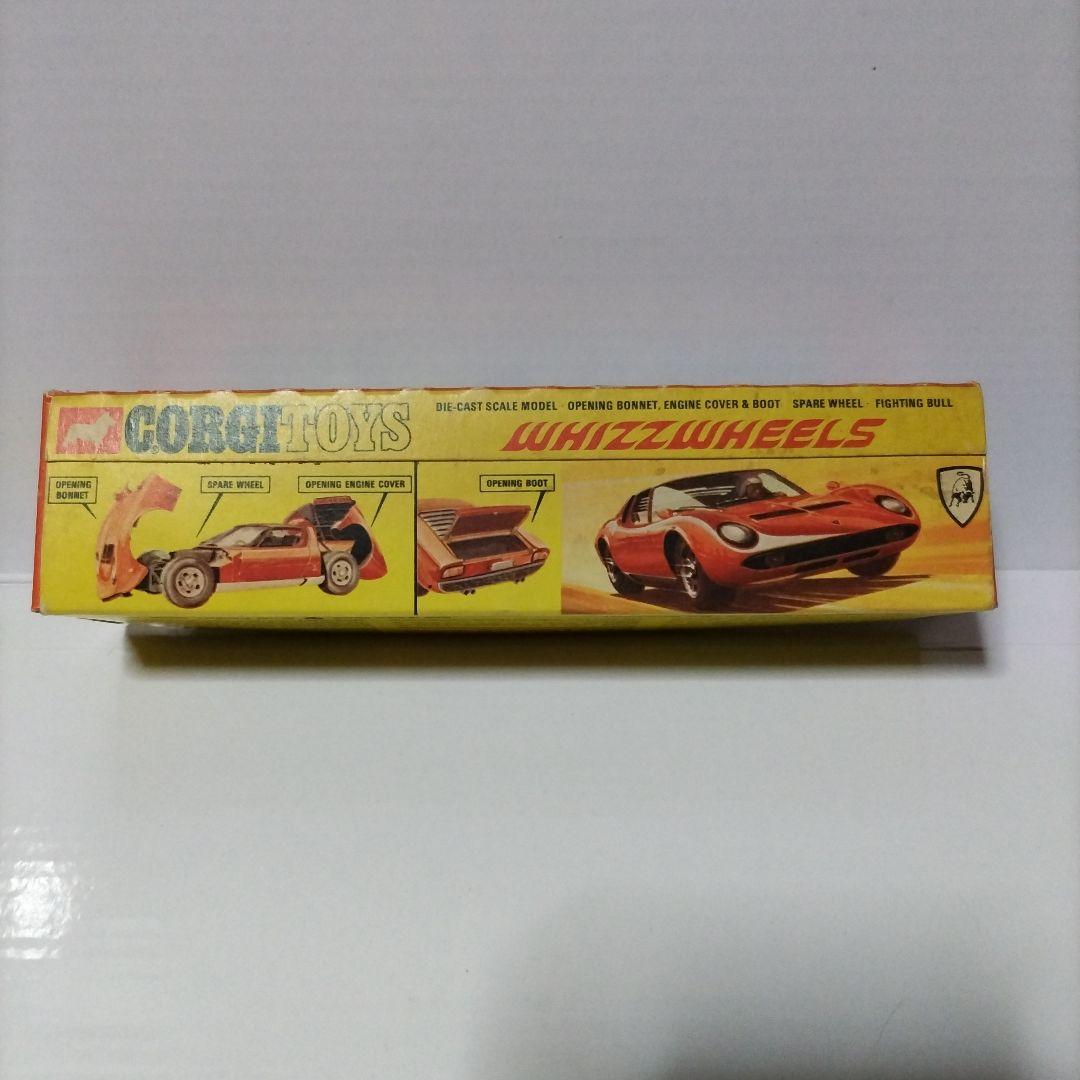 CORGI TOYS
DIE-CAST SCALE MODEL · OPENING BONNET, ENGINE COVER & BOOT · SPARE WHEEL · FIGHTING BULL
WHIZZWHEELS
OPENING
BONNET
SPARE WHEEL
OPENING ENGINE COVER
OPENING BOOT